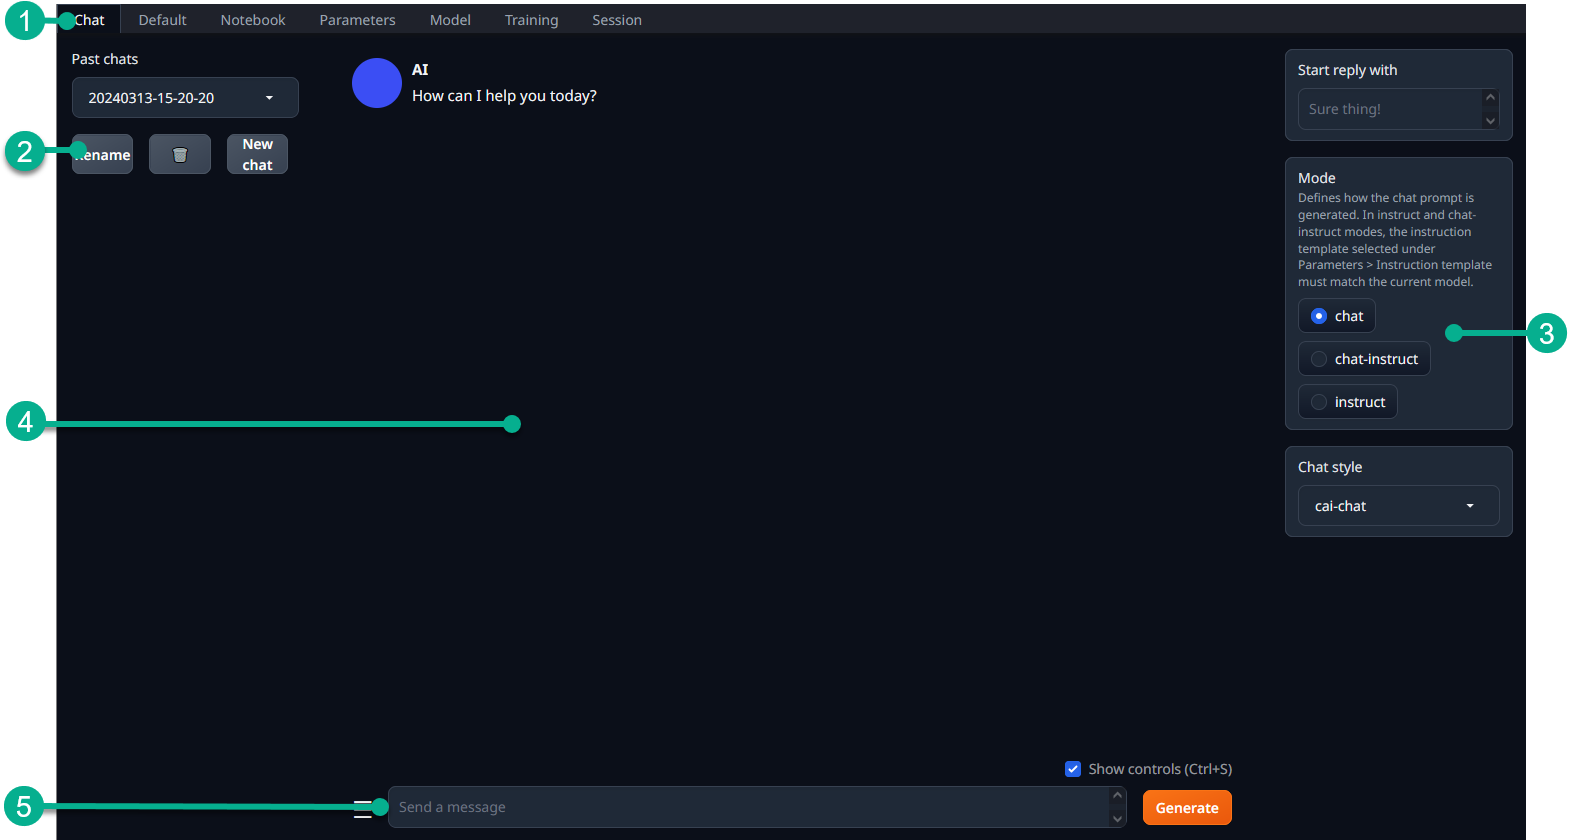 1
Chat
Default
Notebook
Parameters
Model
Training
Session
Past chats
20240313-15-20-20
2
ename
New
chat
AI
How can I help you today?
Start reply with
Sure thing!
Mode
Defines how the chat prompt is
generated. In instruct and chat-
instruct modes, the instruction
template selected under
Parameters > Instruction template
must match the current model.
chat
3
chat-instruct
instruct
4
Chat style
cai-chat
Show controls (Ctrl+S)
5
Send a message
Generate